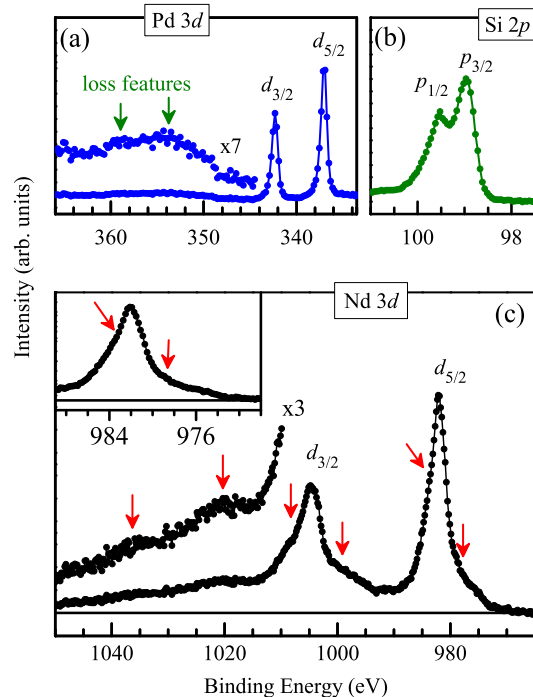 Pd 3d
Si 2p
(a)
(b)
loss features
d3/2
d5/2
p1/2
p3/2
x7
360
350
340
100
98
Intensity (arb. units)
Nd 3d
(c)
984
976
x3
d3/2
d5/2
1040
1020
1000
980
Binding Energy (eV)